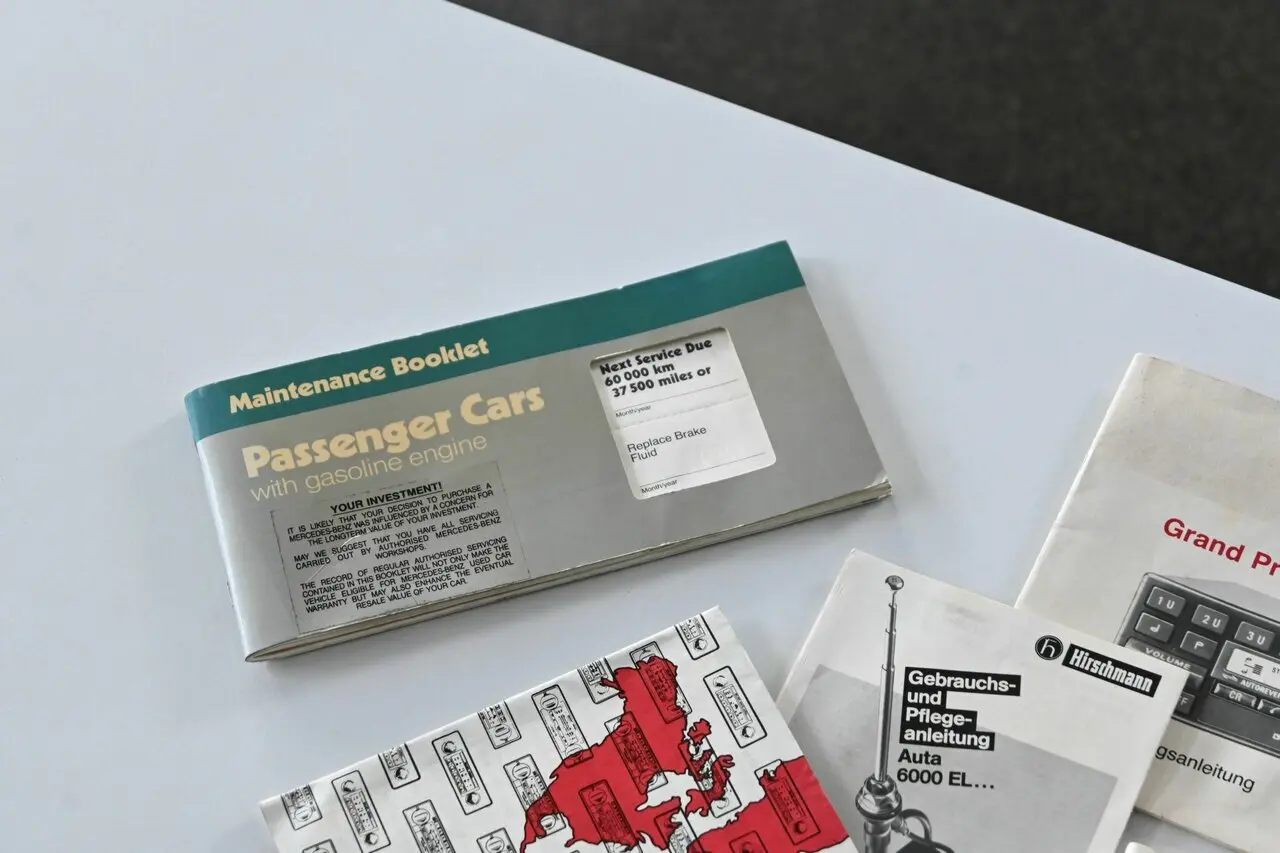 Maintenance Booklet
Passenger Cars
with gasoline engine
YOUR INVESTMENT!
IT IS LIKELY THAT YOUR DECISION TO PURCHASE A
MERCEDES-BENZ WAS INFLUENCED BY A CONCERN FOR
THE LONGTERM VALUE OF YOUR INVESTMENT.
MAY WE SUGGEST THAT YOU HAVE ALL SERVICING
CARRIED OUT BY AUTHORISED MERCEDES-BENZ
WORKSHOPS.
THE RECORD OF REGULAR AUTHORISED SERVICING
CONTAINED IN THIS BOOKLET WILL NOT ONLY MAKE THE
VEHICLE ELIGIBLE FOR MERCEDES-BENZ USED CAR
WARRANTY BUT MAY ALSO ENHANCE THE EVENTUAL
RESALE VALUE OF YOUR CAR.
Next Service Due
60 000 km
37 500 miles or
Month/year
Replace Brake
Fluid
Month/year
Hirschmann
Gebrauchs-
und
Pflege-
anleitung
Auta
6000 EL...
Grand Pr
1U 2U 3U
VOLUME
AUTOREVE
CR
gsanleitung